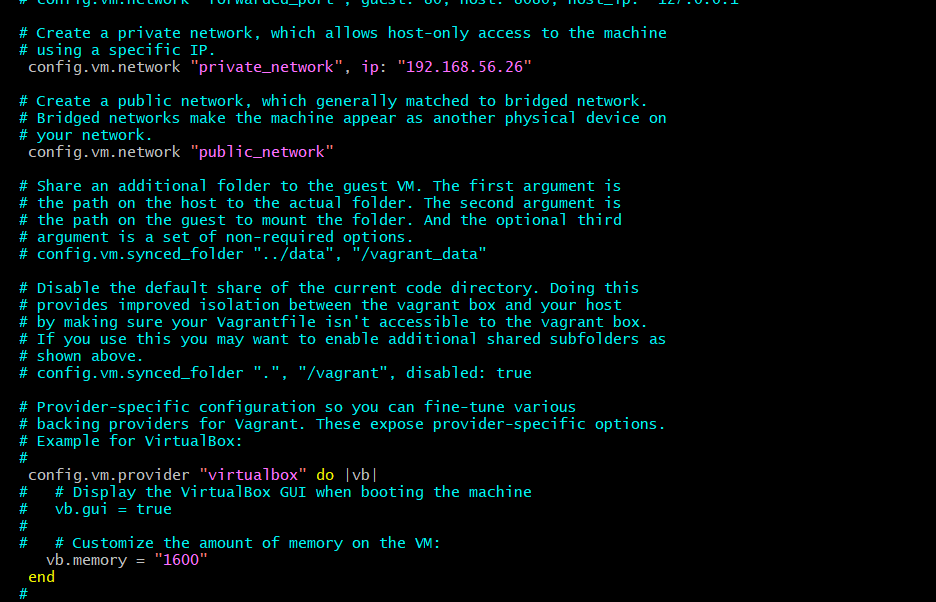 # config.vm.network "forwarded_port", guest: 80, host: 8080, host_ip: "127.0.0.1"
# Create a private network, which allows host-only access to the machine
# using a specific IP.
config.vm.network "private_network", ip: "192.168.56.26"
# Create a public network, which generally matched to bridged network.
# Bridged networks make the machine appear as another physical device on
# your network.
config.vm.network "public_network"
# Share an additional folder to the guest VM. The first argument is
# the path on the host to the actual folder. The second argument is
# the path on the guest to mount the folder. And the optional third
# argument is a set of non-required options.
# config.vm.synced_folder "../data", "/vagrant_data"
# Disable the default share of the current code directory. Doing this
# provides improved isolation between the vagrant box and your host
# by making sure your Vagrantfile isn't accessible to the vagrant box.
# If you use this you may want to enable additional shared subfolders as
# shown above.
# config.vm.synced_folder ".", "/vagrant", disabled: true
# Provider-specific configuration so you can fine-tune various
# backing providers for Vagrant. These expose provider-specific options.
# Example for VirtualBox:
#
config.vm.provider "virtualbox" do |vb|
#   # Display the VirtualBox GUI when booting the machine
#   vb.gui = true
#
#   # Customize the amount of memory on the VM:
vb.memory = "1600"
end
#